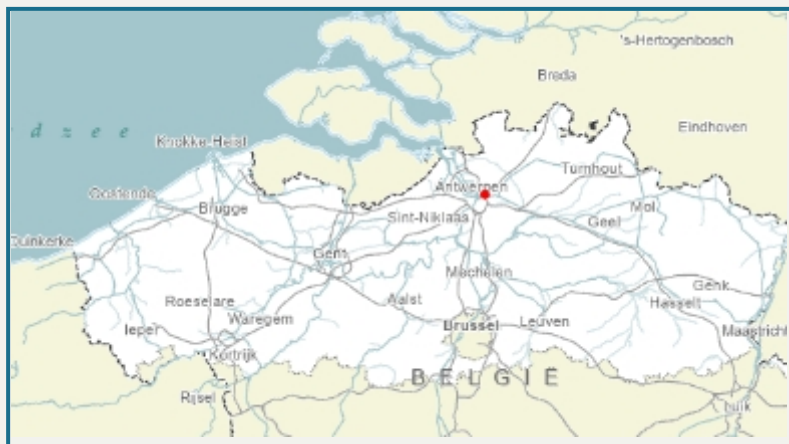 's-Hertogenbosch
Breda
d z e e
Eindhoven
Knokke-Heist
Turnhout
Antwerpen
Oostende
Brugge
Mol
Sint-Niklaas
Geel
Duinkerke
Gent
Mechelen
Genk
Roeselare
Aalst
Hasselt
Ieper
Waregem
Brussel
Leuven
Maastricht
Kortrijk
BELGIË
Rijsel
Luik